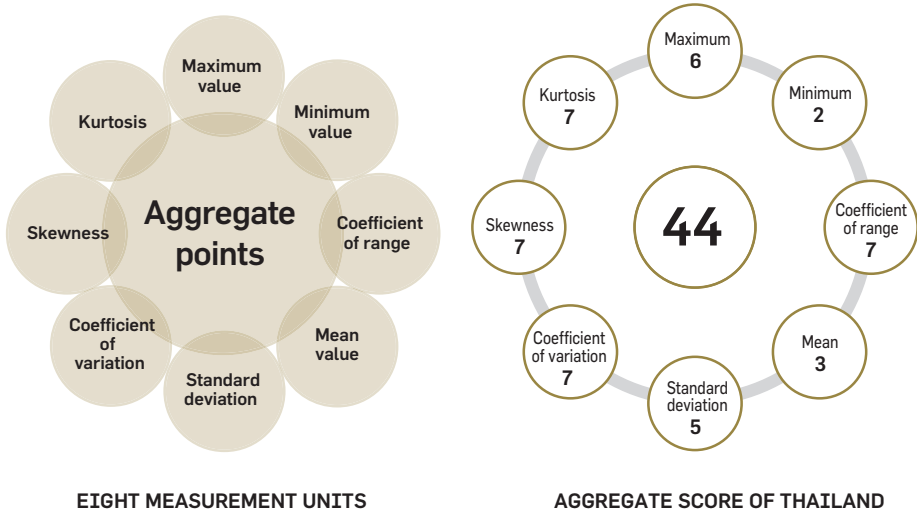 Maximum
value
Minimum
value
Coefficient
of range
Mean
value
Standard
deviation
Coefficient
of
variation
Skewness
Kurtosis
Aggregate
points
EIGHT MEASUREMENT UNITS
Maximum
6
Minimum
2
Coefficient
of range
7
Mean
3
Standard
deviation
5
Coefficient
of variation
7
Skewness
7
Kurtosis
7
44
AGGREGATE SCORE OF THAILAND